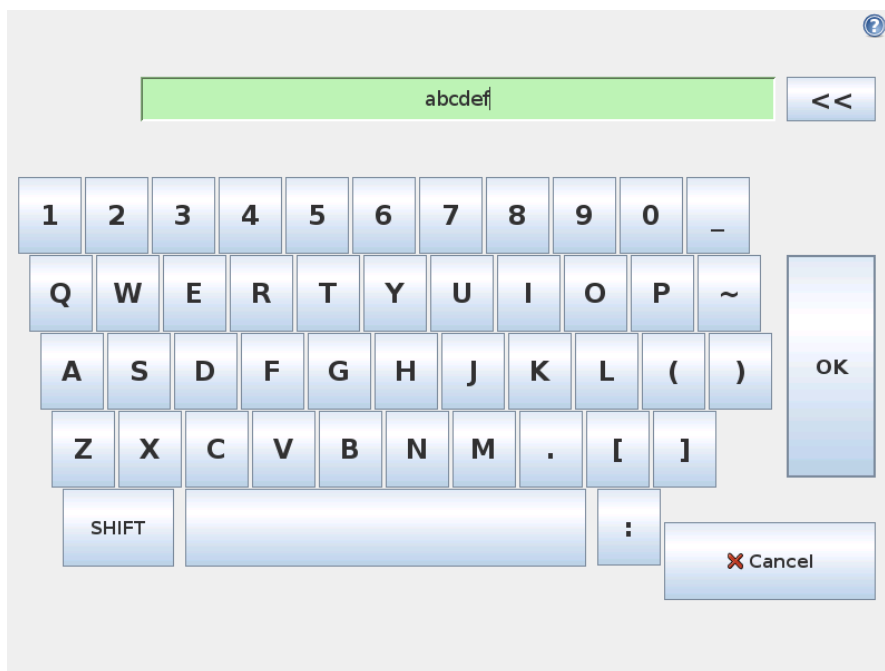 ?
abcdef <<
1 2 3 4 5 6 7 8 9 0 _
Q W E R T Y U I O P ~
A S D F G H J K L ( )
OK
Z X C V B N M . [ ]
SHIFT :
Cancel